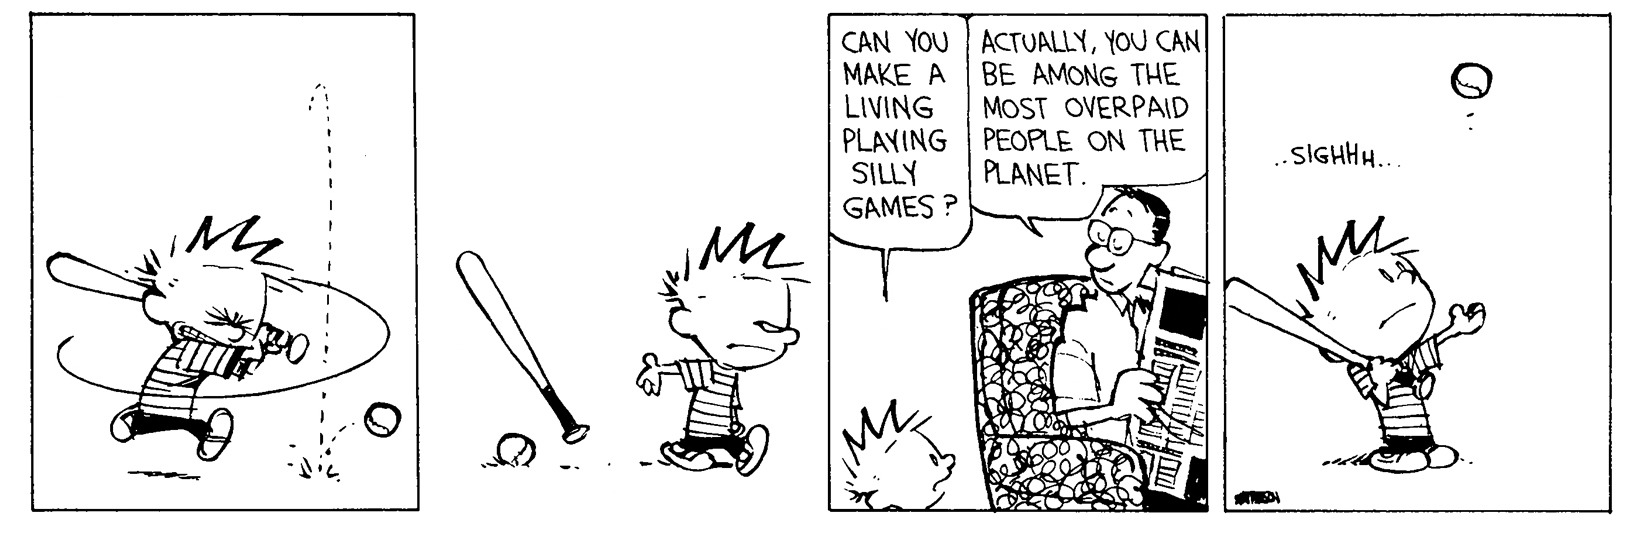 CAN YOU
MAKE A
LIVING
PLAYING
SILLY
GAMES?
ACTUALLY, YOU CAN
BE AMONG THE
MOST OVERPAID
PEOPLE ON THE
PLANET.
..SIGHHH...